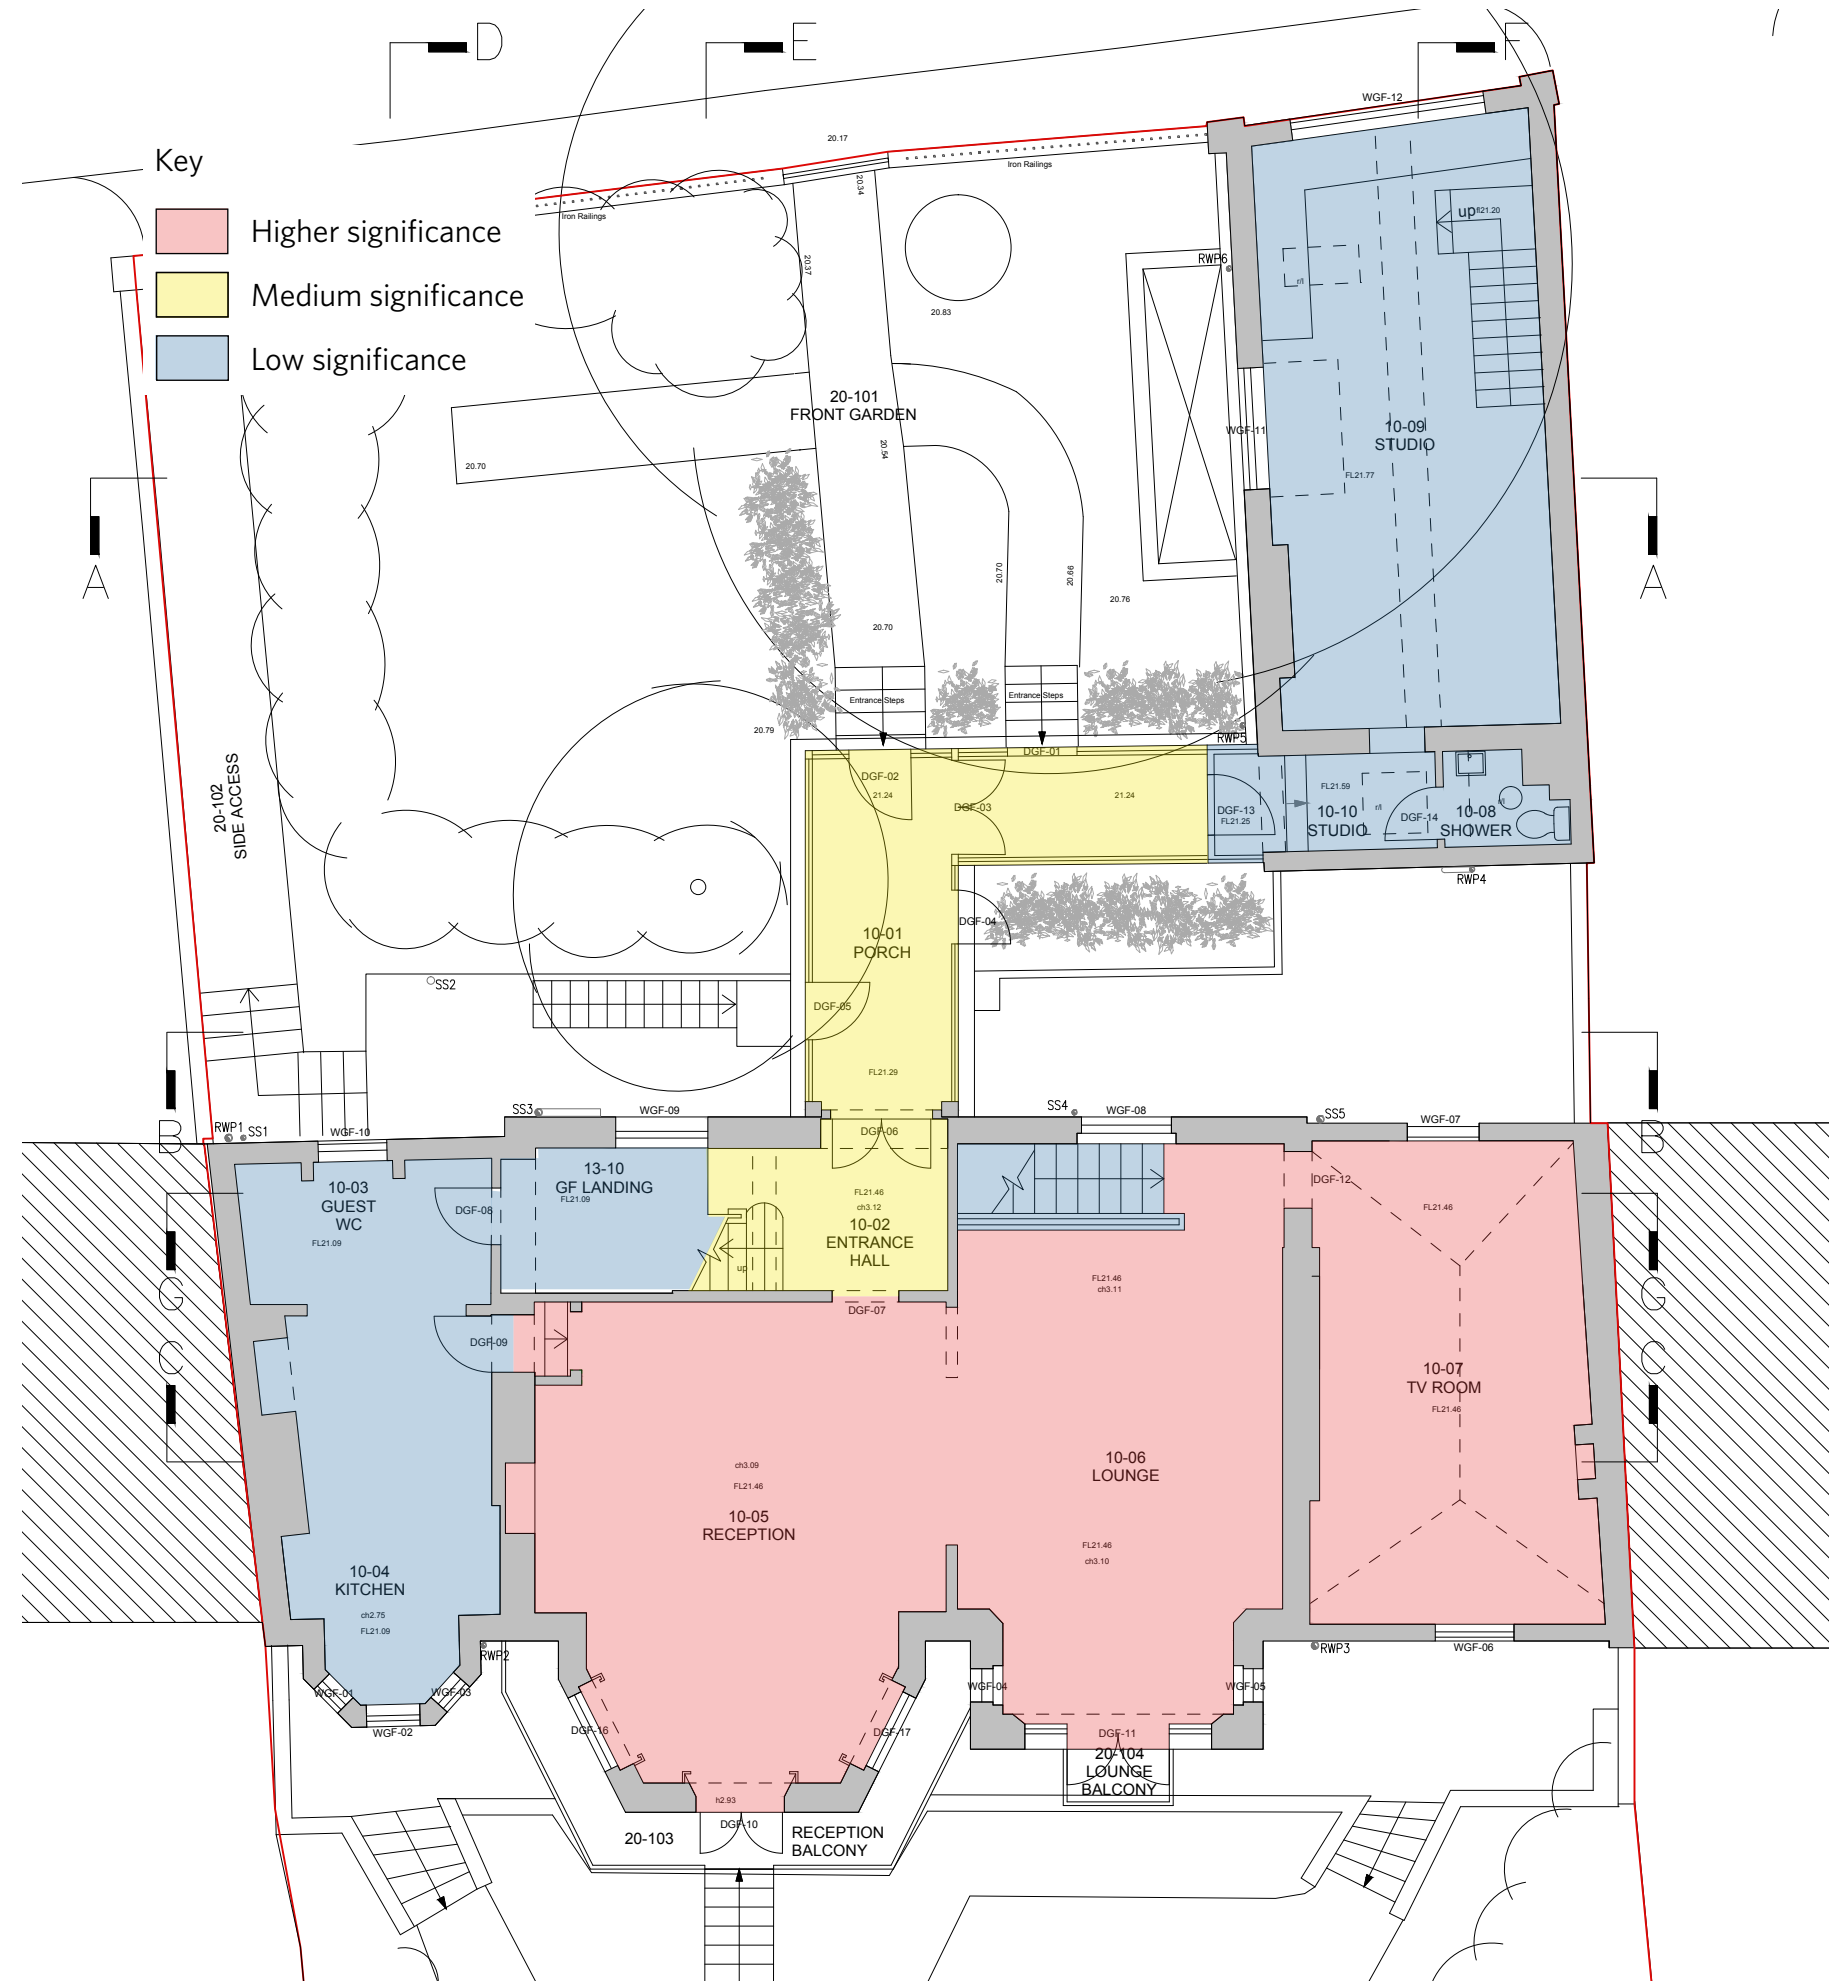 D
E
F
WGF-12
20.17
Key
Iron Railings
20.34
Iron Railings
Higher significance
up
fl21.20
20.37
RWP6
r/l
Medium significance
20.83
Low significance
20-101
FRONT GARDEN
WGF-11
10-09
STUDIO
20.54
20.70
FL21.77
A
A
20.70
20.66
20.76
20.70
Entrance Steps
Entrance Steps
20.79
RWP5
DGF-01
20-102
SIDE ACCESS
DGF-02
21.24
DGF-03
21.24
FL21.59
DGF-13
FL21.25
r/l
10-10
STUDIO
DGF-14
10-08
SHOWER
r/l
RWP4
DGF-04
10-01
PORCH
SS2
DGF-05
FL21.29
SS3
WGF-09
SS4
WGF-08
SS5
WGF-07
RWP1
SS1
WGF-10
DGF-06
B
B
13-10
GF LANDING
FL21.09
10-03
GUEST
WC
FL21.09
DGF-08
FL21.46
ch3.12
10-02
ENTRANCE
HALL
up
DGF-12
FL21.46
FL21.46
ch3.11
G
G
DGF-07
DGF-09
C
C
10-07
TV ROOM
FL21.46
ch3.09
FL21.46
10-05
RECEPTION
10-06
LOUNGE
FL21.46
ch3.10
10-04
KITCHEN
ch2.75
FL21.09
RWP2
RWP3
WGF-06
WGF-01
WGF-03
WGF-02
WGF-04
WGF-05
DGF-16
DGF-17
DGF-11
20-104
LOUNGE
BALCONY
h2.93
DGF-10
20-103
RECEPTION
BALCONY